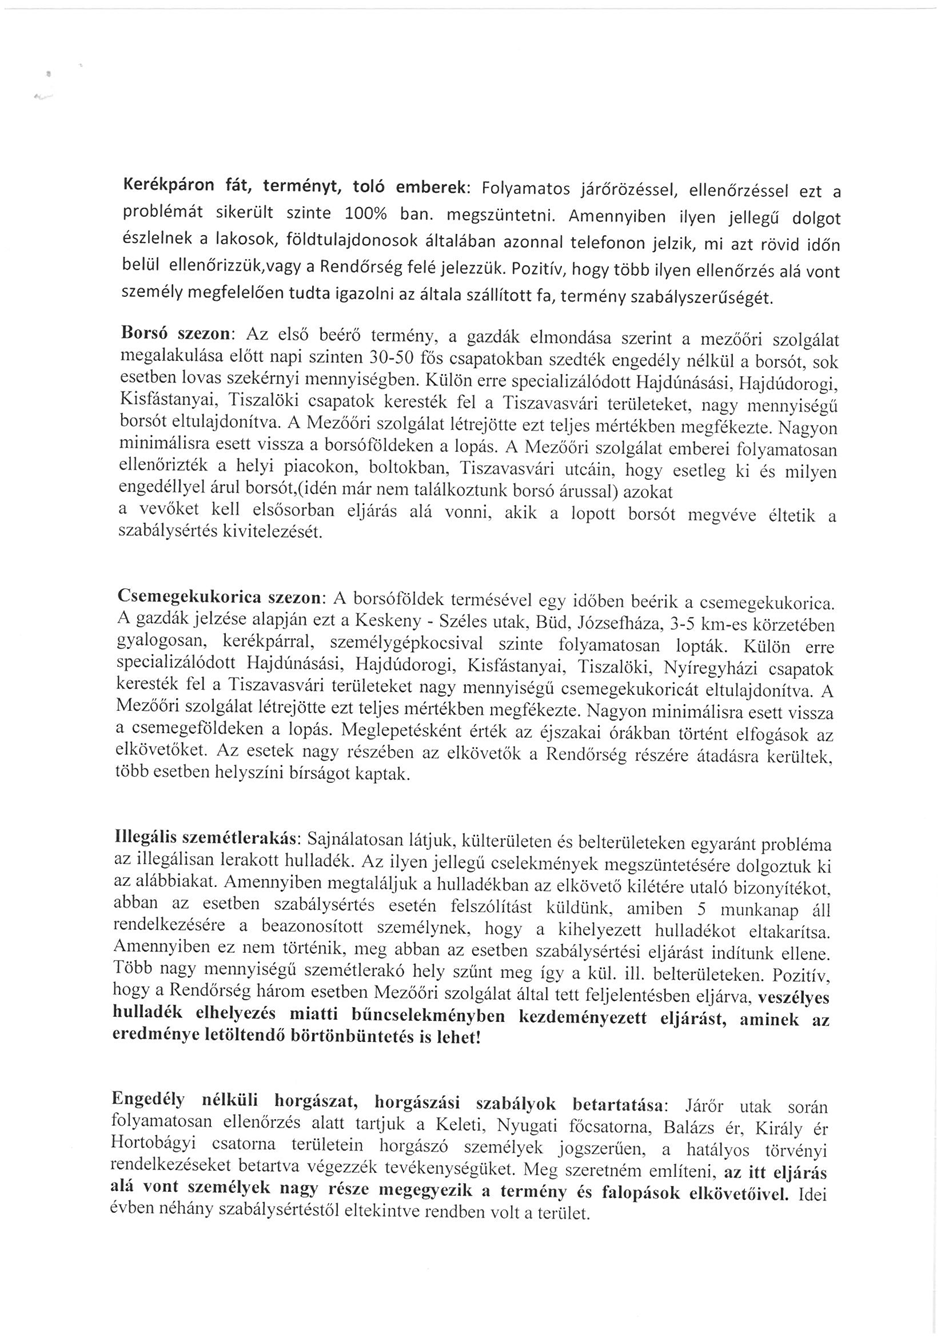 Kerékpáron fát, terményt, toló emberek: Folyamatos járőrözéssel, ellenőrzéssel ezt a
problémát sikerült szinte 100% ban. megszüntetni. Amennyiben ilyen jellegű dolgot
észlelnek a lakosok, földtulajdonosok általában azonnal telefonon jelzik, mi azt rövid időn
belül ellenőrizzük,vagy a Rendőrség felé jelezzük. Pozitív, hogy több ilyen ellenőrzés alá vont
személy megfelelően tudta igazolni az általa szállított fa, termény szabályszerűségét.
Borsó szezon: Az első beérő termény, a gazdák elmondása szerint a mezőőri szolgálat
megalakulása előtt napi szinten 30-50 fős csapatokban szedték engedély nélkül a borsót, sok
esetben lovas szekérnyi mennyiségben. Külön erre specializálódott Hajdúnásási, Hajdúdorogi,
Kisfástanyai, Tiszalöki csapatok keresték fel a Tiszavasvári területeket, nagy mennyiségű
borsót eltulajdonítva. A Mezőőri szolgálat létrejötte ezt teljes mértékben megfékezte. Nagyon
minimálisra esett vissza a borsóföldeken a lopás. A Mezőőri szolgálat emberei folyamatosan
ellenőrizték a helyi piacokon, boltokban, Tiszavasvári utcáin, hogy esetleg ki és milyen
engedéllyel árul borsót,(idén már nem találkoztunk borsó árussal) azokat
a vevőket kell elsősorban eljárás alá vonni, akik a lopott borsót megvéve éltetik a
szabálysértés kivitelezését.
Csemegekukorica szezon: A borsóföldek termésével egy időben beérik a csemegekukorica.
A gazdák jelzése alapján ezt a Keskeny - Széles utak, Büd, Józsefháza, 3-5 km-es körzetében
gyalogosan, kerékpárral, személygépkocsival szinte folyamatosan lopták. Külön erre
specializálódott Hajdúnásási, Hajdúdorogi, Kisfástanyai, Tiszalöki, Nyíregyházi csapatok
keresték fel a Tiszavasvári területeket nagy mennyiségű csemegekukoricát eltulajdonítva. A
Mezőőri szolgálat létrejötte ezt teljes mértékben megfékezte. Nagyon minimálisra esett vissza
a csemegeföldeken a lopás. Meglepetésként érték az éjszakai órákban történt elfogások az
elkövetőket. Az esetek nagy részében az elkövetők a Rendőrség részére átadásra kerültek,
több esetben helyszíni bírságot kaptak.
Illegális szemétlerakás: Sajnálatosan látjuk, külterületen és belterületeken egyaránt probléma
az illegálisan lerakott hulladék. Az ilyen jellegű cselekmények megszüntetésére dolgoztuk ki
az alábbiakat. Amennyiben megtaláljuk a hulladékban az elkövető kilétére utaló bizonyítékot,
abban az esetben szabálysértés esetén felszólítást küldünk, amiben 5 munkanap áll
rendelkezésére a beazonosított személynek, hogy a kihelyezett hulladékot eltakarítsa.
Amennyiben ez nem történik, meg abban az esetben szabálysértési eljárást indítunk ellene.
Több nagy mennyiségű szemétlerakó hely szűnt meg így a kül. ill. belterületeken. Pozitív,
hogy a Rendőrség három esetben Mezőőri szolgálat által tett feljelentésben eljárva, veszélyes
hulladék elhelyezés miatti bűncselekményben kezdeményezett eljárást, aminek az
eredménye letöltendő börtönbüntetés is lehet!
Engedély nélküli horgászat, horgászási szabályok betartatása: Járőr utak során
folyamatosan ellenőrzés alatt tartjuk a Keleti, Nyugati főcsatorna, Balázs ér, Király ér
Hortobágyi csatorna területein horgászó személyek jogszerűen, a hatályos törvényi
rendelkezéseket betartva végezzék tevékenységüket. Meg szeretném említeni, az itt eljárás
alá vont személyek nagy része megegyezik a termény és falopások elkövetőivel. Idei
évben néhány szabálysértéstől eltekintve rendben volt a terület.